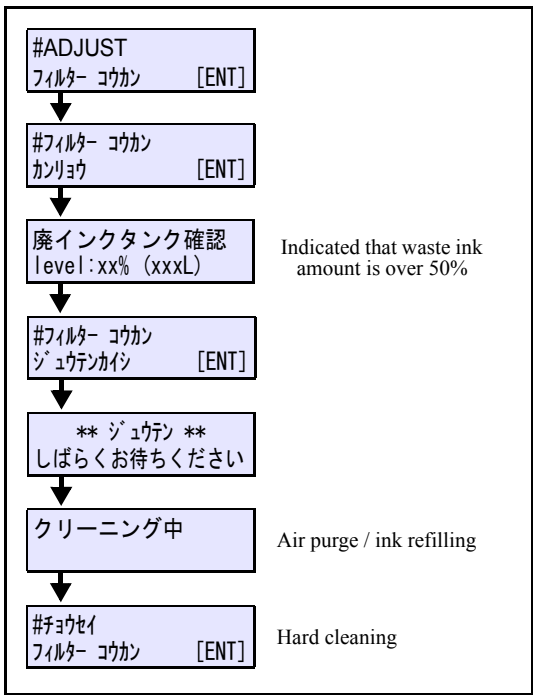 #ADJUST
ﾌｨﾙﾀｰ ｺｳｶﾝ [ENT]
#ﾌｨﾙﾀｰ ｺｳｶﾝ
ｶﾝﾘｮｳ [ENT]
廃インクタンク確認
level:xx% (xxxL)
Indicated that waste ink
amount is over 50%
#ﾌｨﾙﾀｰ ｺｳｶﾝ
ｼﾞｭｳﾃﾝｶｲｼ [ENT]
** ｼﾞｭｳﾃﾝ **
しばらくお待ちください
クリーニング中
Air purge / ink refilling
#ﾁｮｳｾｲ
ﾌｨﾙﾀｰ ｺｳｶﾝ [ENT]
Hard cleaning